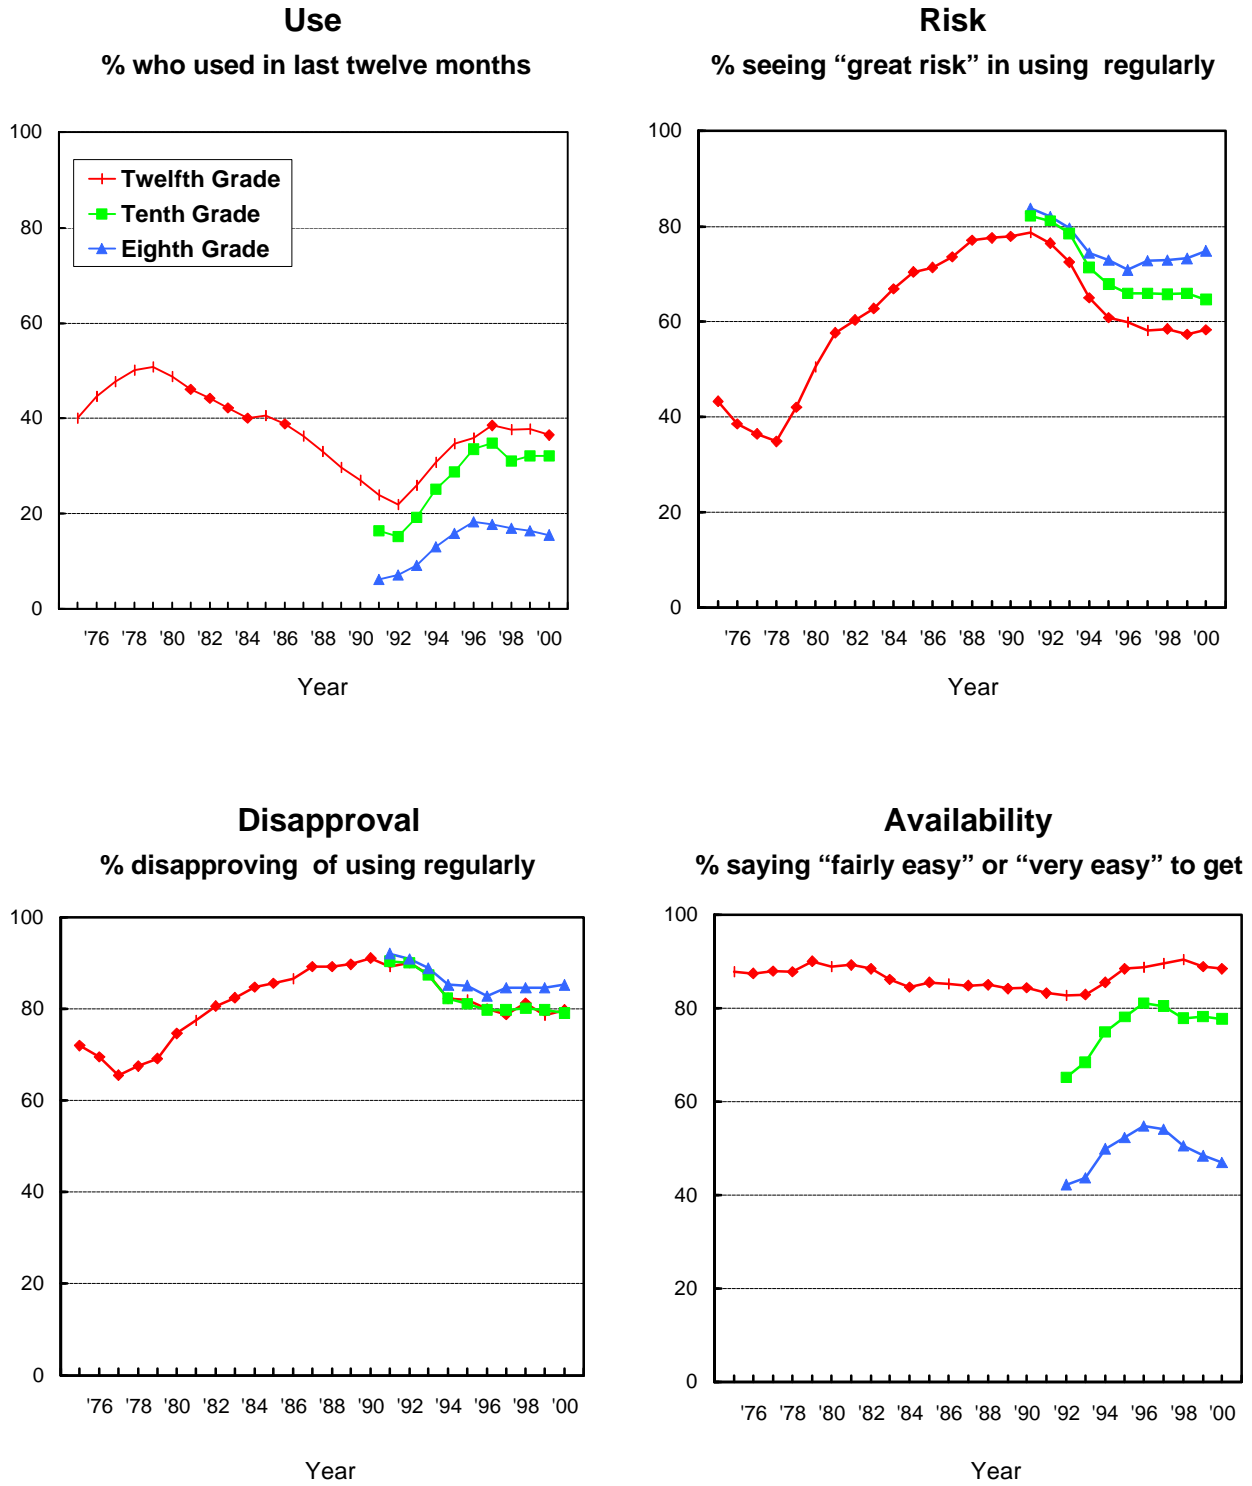 Use
% who used in last twelve months
100
80
60
40
20
0
Twelfth Grade
Tenth Grade
Eighth Grade
'76 '78 '80 '82 '84 '86 '88 '90 '92 '94 '96 '98 '00
Year
Risk
% seeing “great risk” in using regularly
100
80
60
40
20
0
'76 '78 '80 '82 '84 '86 '88 '90 '92 '94 '96 '98 '00
Year
Disapproval
% disapproving of using regularly
100
80
60
40
20
0
'76 '78 '80 '82 '84 '86 '88 '90 '92 '94 '96 '98 '00
Year
Availability
% saying “fairly easy” or “very easy” to get
100
80
60
40
20
0
'76 '78 '80 '82 '84 '86 '88 '90 '92 '94 '96 '98 '00
Year